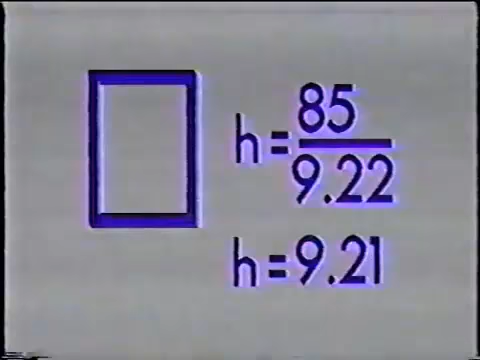 h = 85/9.22
h = 9.21